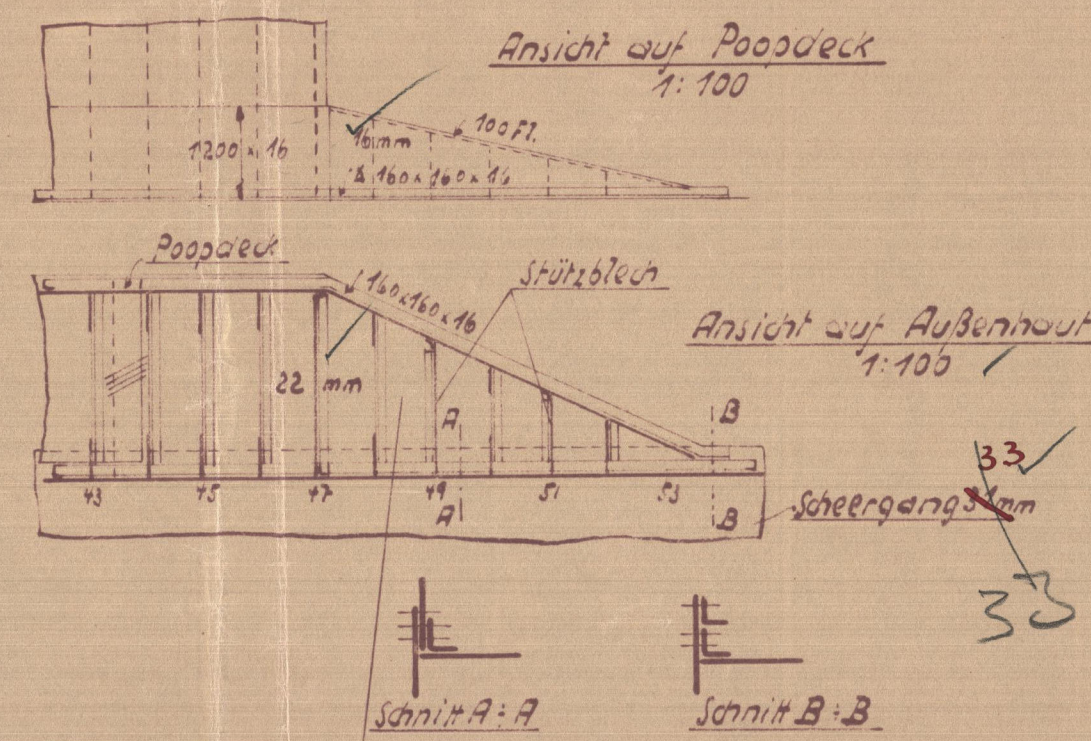 Ansicht auf Poopdeck
1:100
16mm
100 Fl.
1200 x 16
160 x 160 x 16
Poopdeck
160x160x16
Stützblech
Ansicht auf Außenhaut
1:100
22 mm
A
B
33
43
45
47
49
51
53
A
B
Scheergang 31mm
33
Schnitt A÷A
Schnitt B÷B